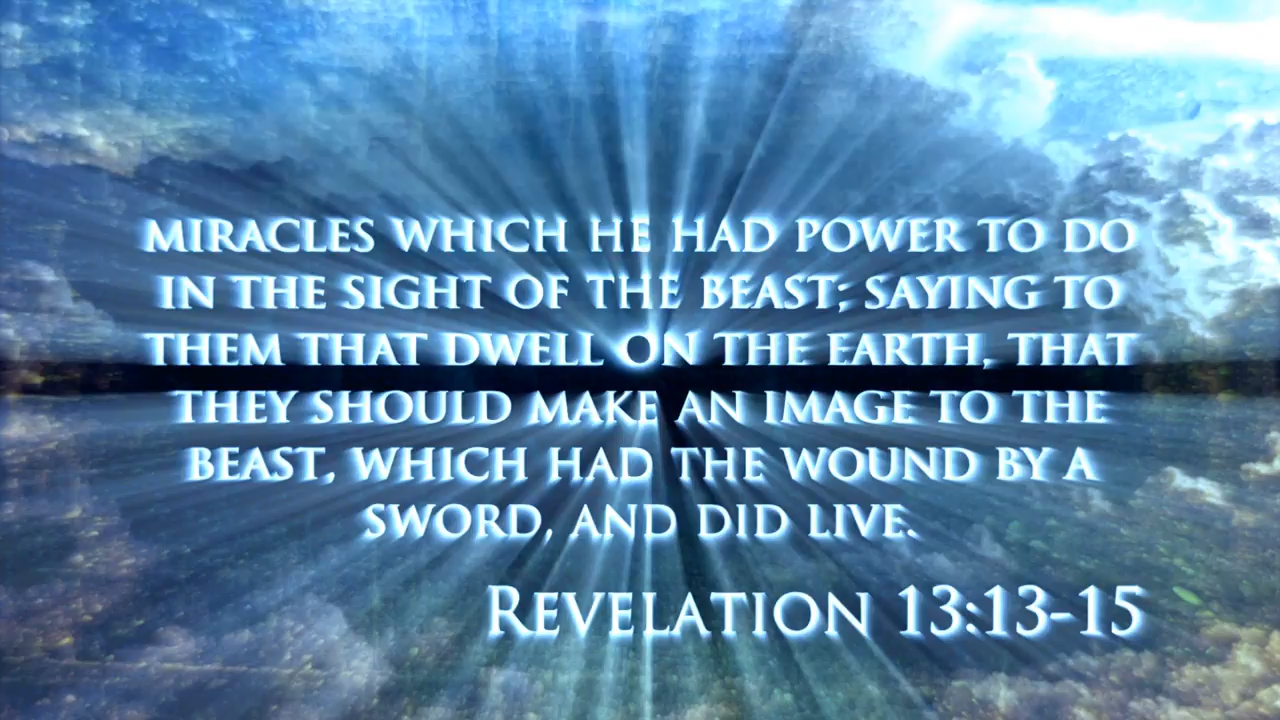 MIRACLES WHICH HE HAD POWER TO DO
IN THE SIGHT OF THE BEAST; SAYING TO
THEM THAT DWELL ON THE EARTH, THAT
THEY SHOULD MAKE AN IMAGE TO THE
BEAST, WHICH HAD THE WOUND BY A
SWORD, AND DID LIVE.
REVELATION 13:13-15